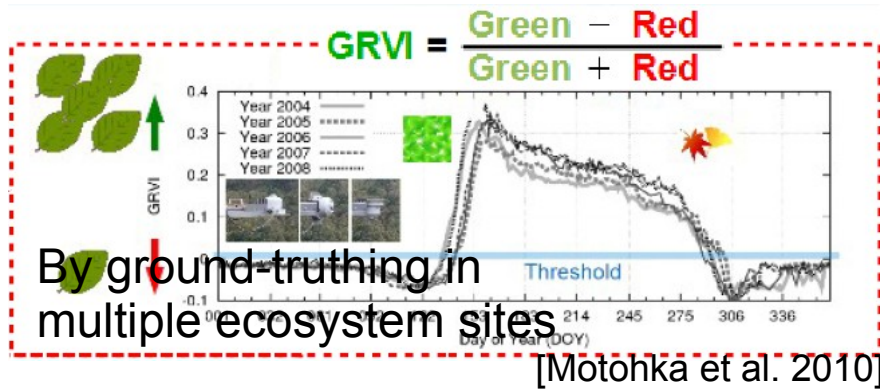 GRVI = Green − Red
Green + Red
0.4
Year 2004
Year 2005
Year 2006
Year 2007
Year 2008
0.3
0.2
GRVI
0.1
0
Threshold
By ground-truthing in
multiple ecosystem sites
-0.1
214 245 275 306 336
Day of Year (DOY)
[Motohka et al. 2010]